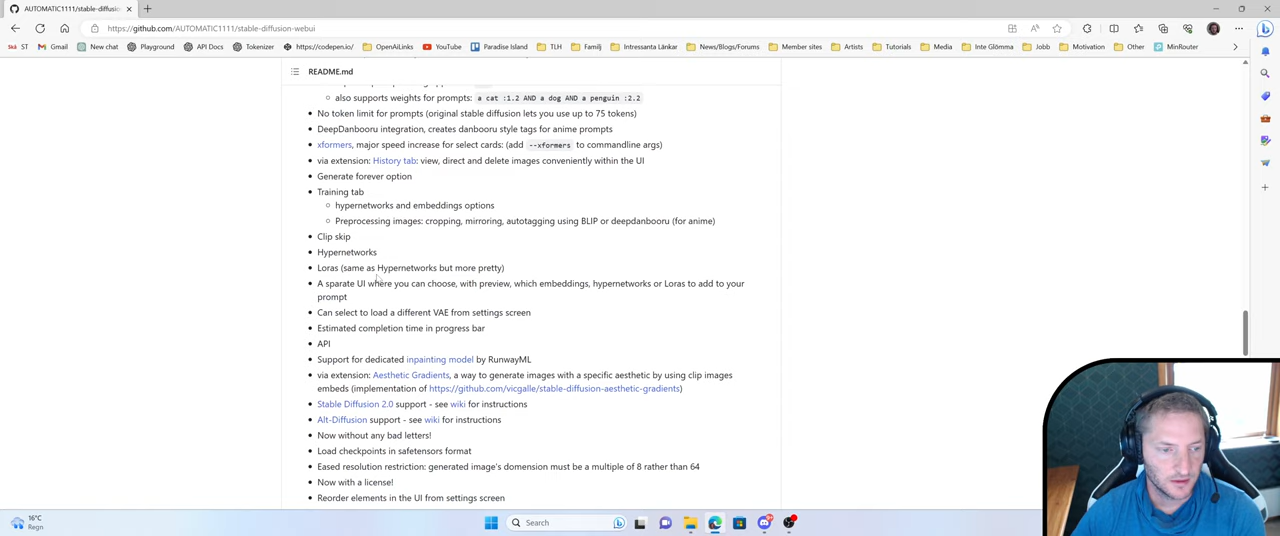 AUTOMATIC1111/stable-diffusio
https://github.com/AUTOMATIC1111/stable-diffusion-webui
ST Gmail New chat Playground API Docs Tokenizer https://codepen.io/ OpenAiLinks YouTube Paradise Island TLH Familj Intressanta Länkar News/Blogs/Forums Member sites Artists Tutorials Media Inte Glömma Jobb Motivation Other MinRouter
README.md
also supports weights for prompts: a cat :1.2 AND a dog AND a penguin :2.2
No token limit for prompts (original stable diffusion lets you use up to 75 tokens)
DeepDanbooru integration, creates danbooru style tags for anime prompts
xformers, major speed increase for select cards: (add --xformers to commandline args)
via extension: History tab: view, direct and delete images conveniently within the UI
Generate forever option
Training tab
hypernetworks and embeddings options
Preprocessing images: cropping, mirroring, autotagging using BLIP or deepdanbooru (for anime)
Clip skip
Hypernetworks
Loras (same as Hypernetworks but more pretty)
A sparate UI where you can choose, with preview, which embeddings, hypernetworks or Loras to add to your
prompt
Can select to load a different VAE from settings screen
Estimated completion time in progress bar
API
Support for dedicated inpainting model by RunwayML
via extension: Aesthetic Gradients, a way to generate images with a specific aesthetic by using clip images
embeds (implementation of https://github.com/vicgalle/stable-diffusion-aesthetic-gradients)
Stable Diffusion 2.0 support - see wiki for instructions
Alt-Diffusion support - see wiki for instructions
Now without any bad letters!
Load checkpoints in safetensors format
Eased resolution restriction: generated image's domension must be a multiple of 8 rather than 64
Now with a license!
Reorder elements in the UI from settings screen
16°C
Regn
Search